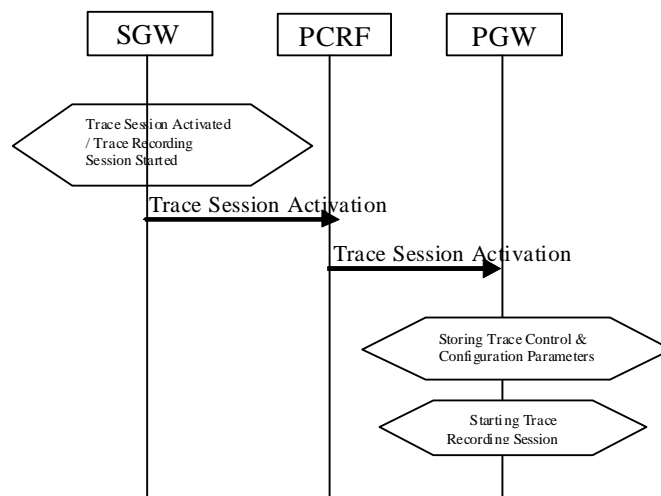 SGW
PCRF
PGW
Trace Session Activated
/ Trace Recording
Session Started
Trace Session Activation
Trace Session Activation
Storing Trace Control &
Configuration Parameters
Starting Trace
Recording Session